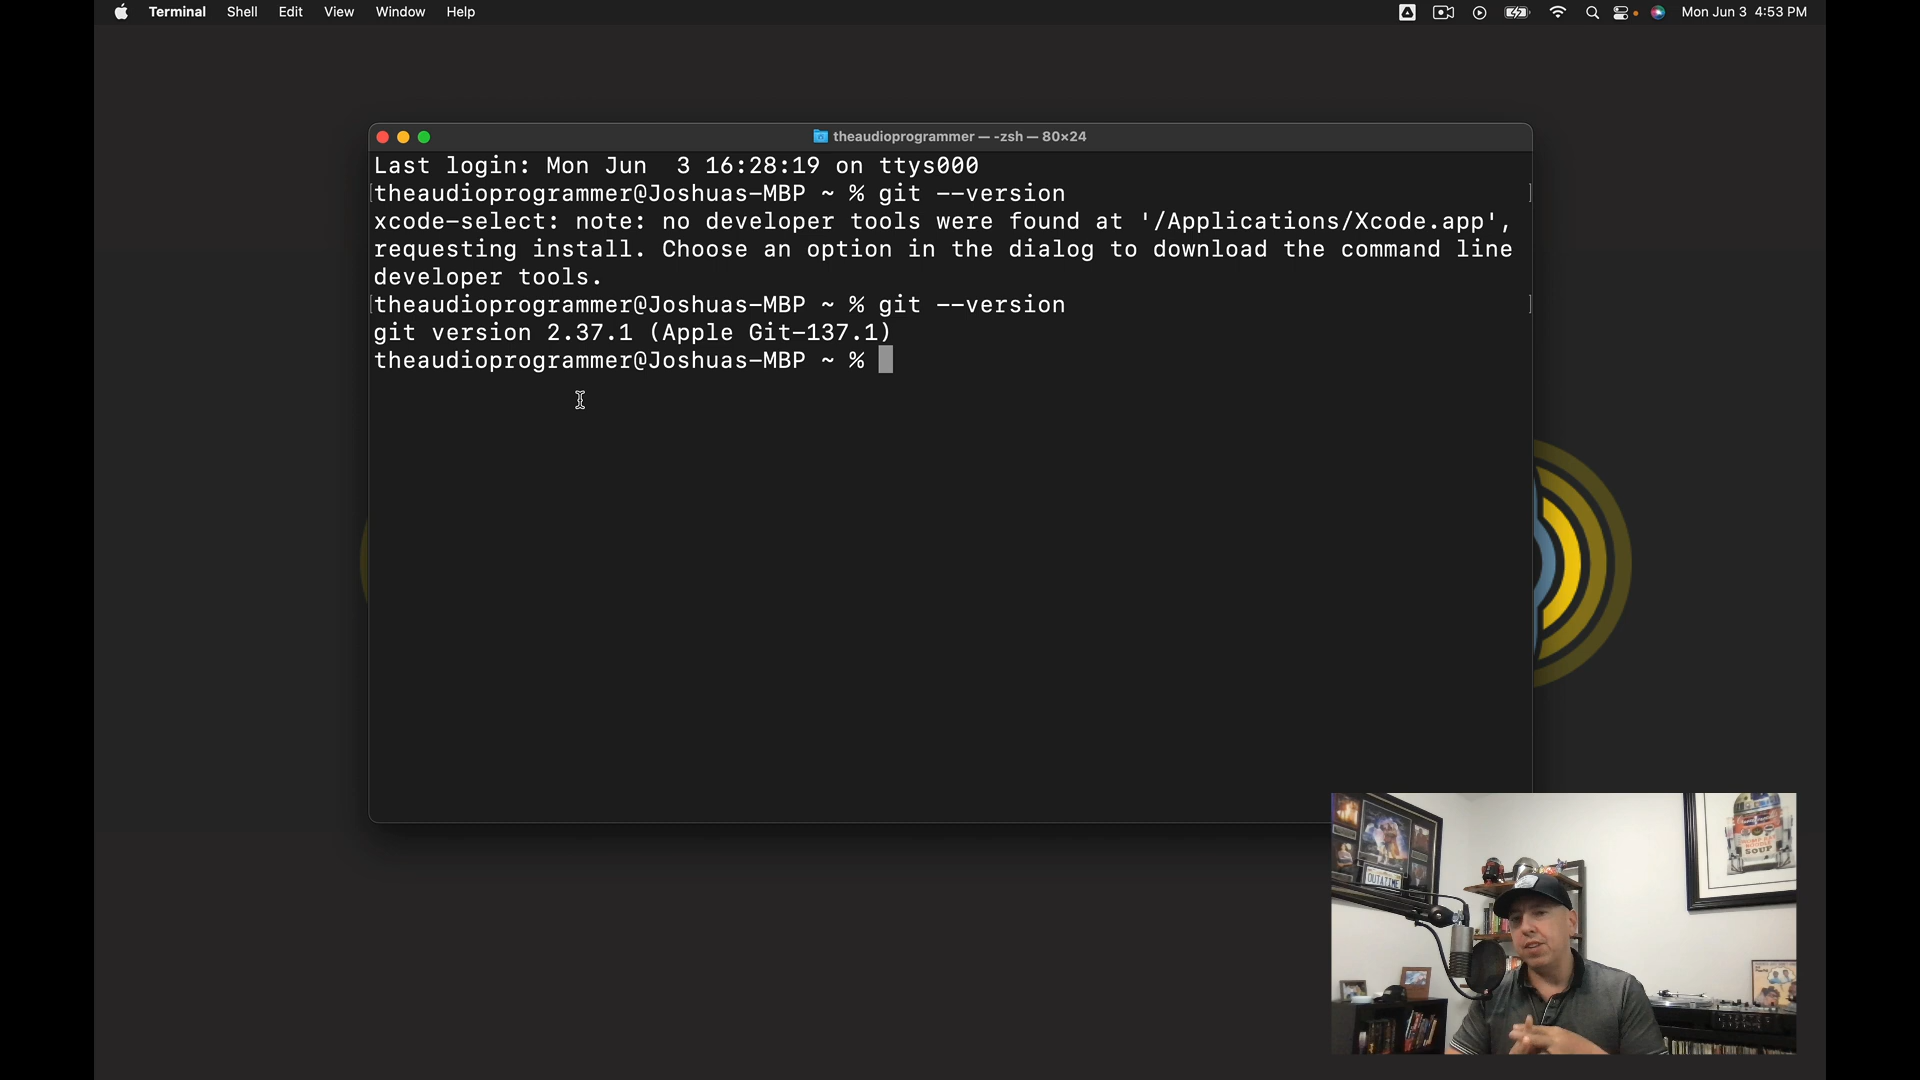 Terminal Shell Edit View Window Help
Mon Jun 3 4:53 PM
theaudioprogrammer — -zsh — 80×24
Last login: Mon Jun  3 16:28:19 on ttys000
[theaudioprogrammer@Joshuas-MBP ~ % git --version ]
xcode-select: note: no developer tools were found at '/Applications/Xcode.app',
requesting install. Choose an option in the dialog to download the command line
developer tools.
[theaudioprogrammer@Joshuas-MBP ~ % git --version ]
git version 2.37.1 (Apple Git-137.1)
theaudioprogrammer@Joshuas-MBP ~ %
OUTATIME
SOUP